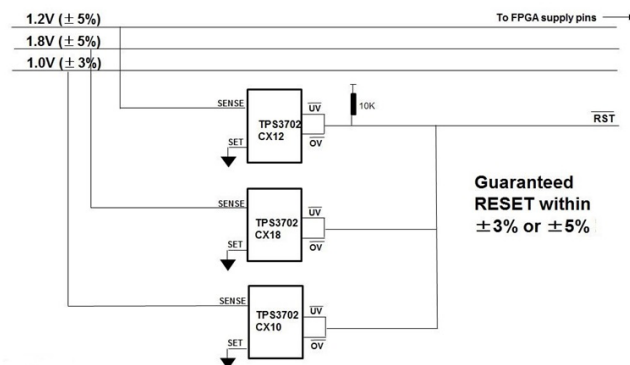 1.2V (± 5%)
To FPGA supply pins
1.8V (± 5%)
1.0V (± 3%)
SENSE
TPS3702
CX12
UV
OV
SET
10K
RST
Guaranteed
RESET within
±3% or ±5%
SENSE
TPS3702
CX18
UV
OV
SET
SENSE
TPS3702
CX10
UV
OV
SET